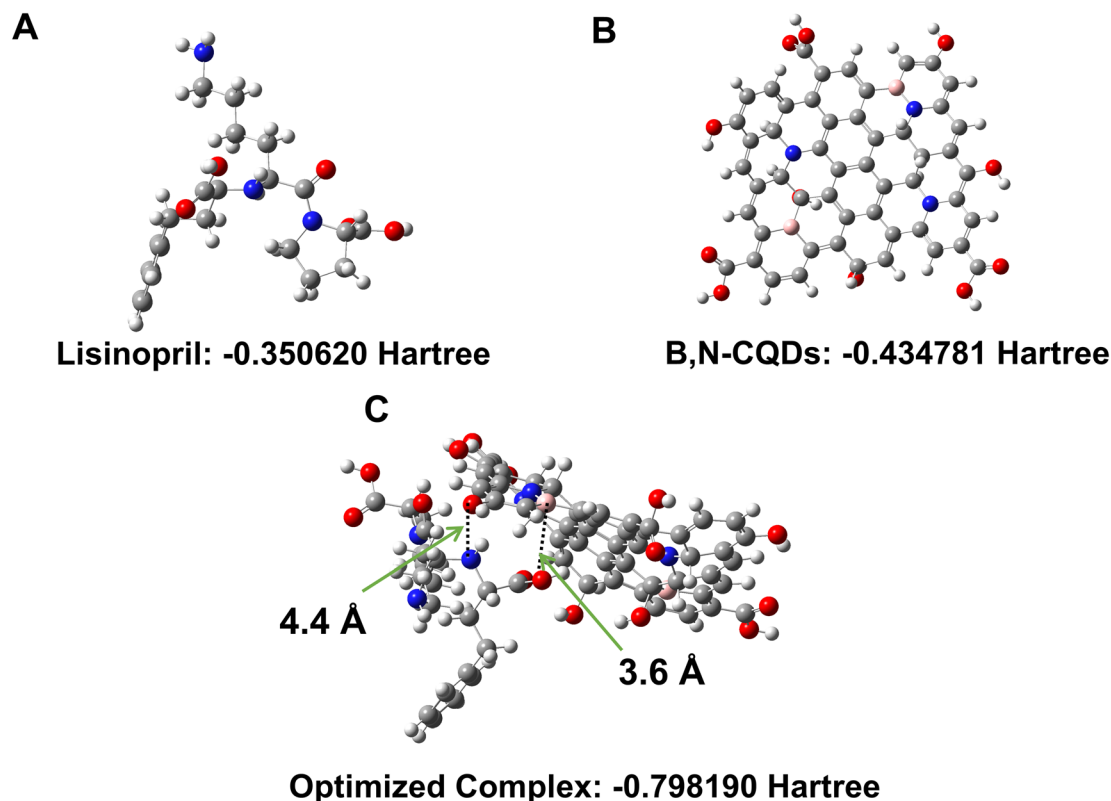 A
B
Lisinopril: -0.350620 Hartree
B,N-CQDs: -0.434781 Hartree
C
4.4 Å
3.6 Å
Optimized Complex: -0.798190 Hartree